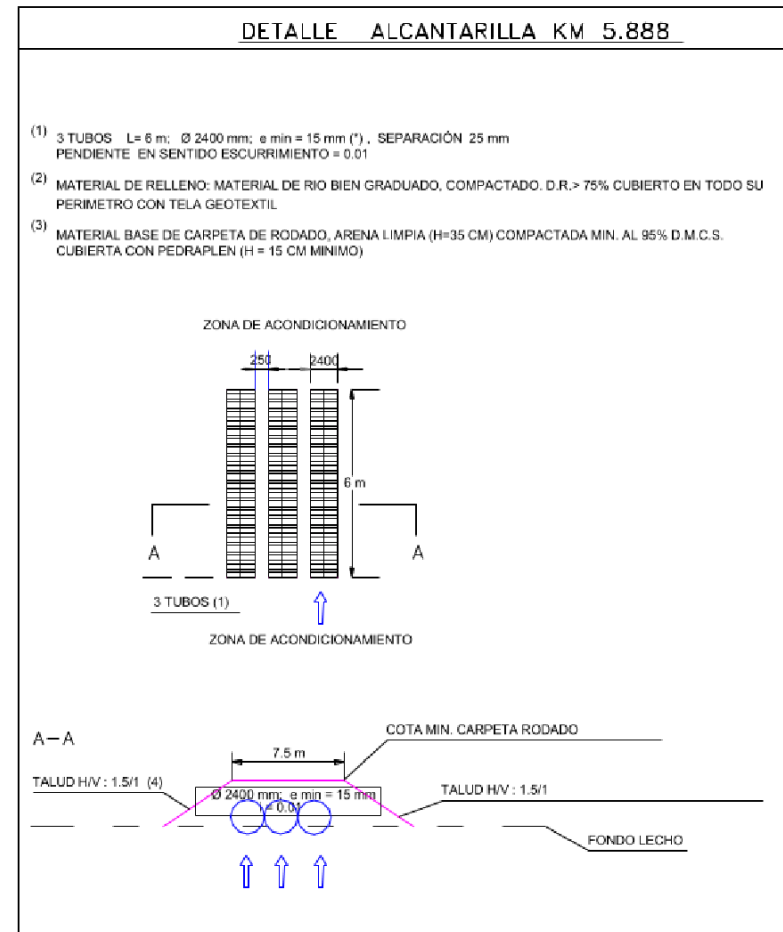 DETALLE ALCANTARILLA KM 5.888
(1) 3 TUBOS L= 6 m; Ø 2400 mm; e min = 15 mm (*) , SEPARACIÓN 25 mm
PENDIENTE EN SENTIDO ESCURRIMIENTO = 0.01
(2) MATERIAL DE RELLENO: MATERIAL DE RIO BIEN GRADUADO, COMPACTADO. D.R.> 75% CUBIERTO EN TODO SU
PERIMETRO CON TELA GEOTEXTIL
(3) MATERIAL BASE DE CARPETA DE RODADO, ARENA LIMPIA (H=35 CM) COMPACTADA MIN. AL 95% D.M.C.S.
CUBIERTA CON PEDRAPLEN (H = 15 CM MINIMO)
ZONA DE ACONDICIONAMIENTO
250 2400
6 m
A A
3 TUBOS (1)
ZONA DE ACONDICIONAMIENTO
A-A
COTA MIN. CARPETA RODADO
7.5 m
TALUD H/V : 1.5/1 (4)
Ø 2400 mm; e min = 15 mm
= 0.01
TALUD H/V : 1.5/1
FONDO LECHO